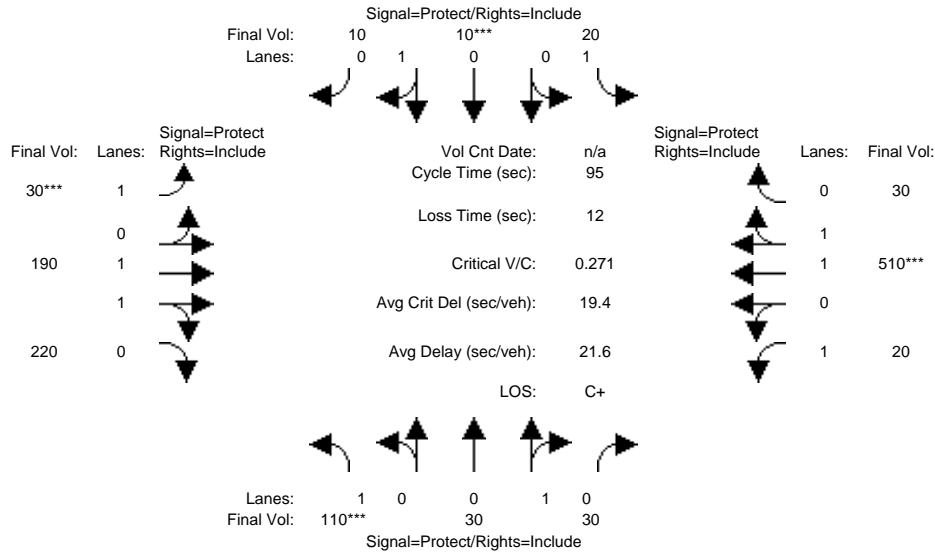 Signal=Protect/Rights=Include
Final Vol: 10 10*** 20
Lanes: 0 1 0 0 1
Signal=Protect
Final Vol: Lanes: Rights=Include
Vol Cnt Date: n/a
Signal=Protect
Rights=Include Lanes: Final Vol:
Cycle Time (sec): 95
30*** 1
0 30
Loss Time (sec): 12
0
1
190 1
Critical V/C: 0.271
1 510***
1
Avg Crit Del (sec/veh): 19.4
0
220 0
Avg Delay (sec/veh): 21.6
1 20
LOS: C+
Lanes: 1 0 0 1 0
Final Vol: 110*** 30 30
Signal=Protect/Rights=Include